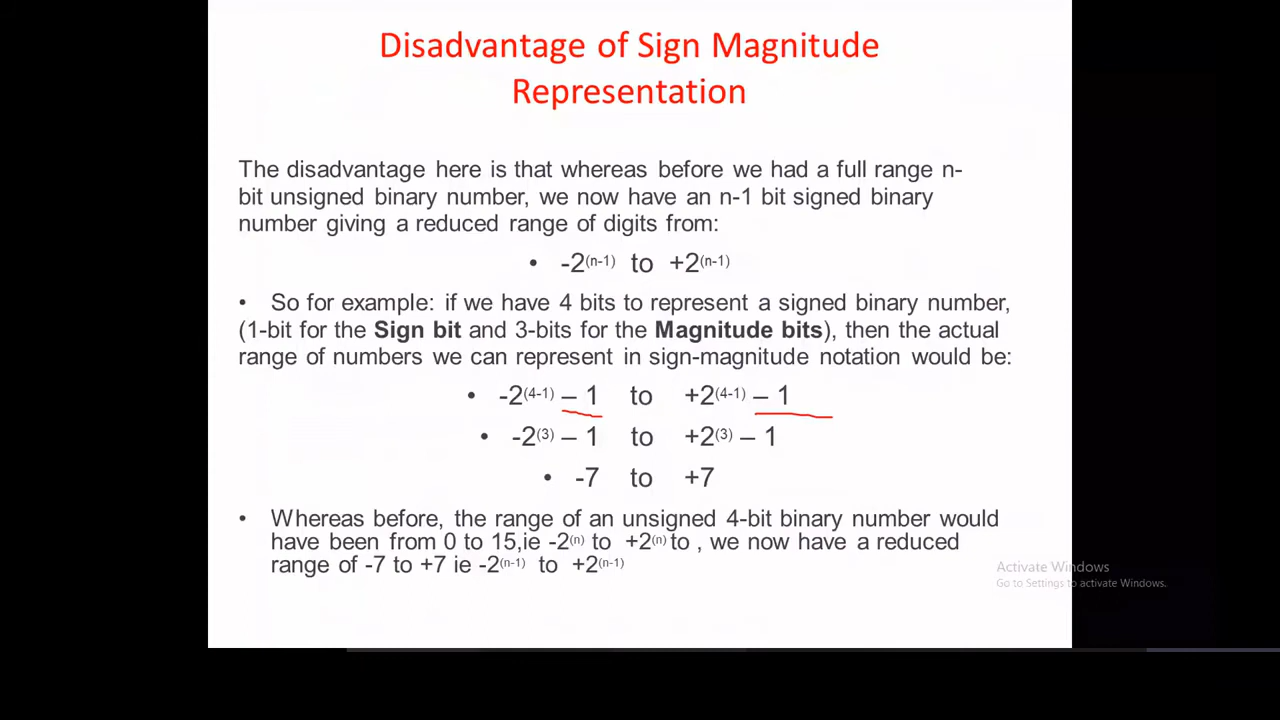 Disadvantage of Sign Magnitude
Representation
The disadvantage here is that whereas before we had a full range n-
bit unsigned binary number, we now have an n-1 bit signed binary
number giving a reduced range of digits from:
• -2(n-1) to +2(n-1)
• So for example: if we have 4 bits to represent a signed binary number,
(1-bit for the Sign bit and 3-bits for the Magnitude bits), then the actual
range of numbers we can represent in sign-magnitude notation would be:
• -2(4-1) – 1 to +2(4-1) – 1
• -2(3) – 1 to +2(3) – 1
• -7 to +7
• Whereas before, the range of an unsigned 4-bit binary number would
have been from 0 to 15,ie -2(n) to +2(n) to , we now have a reduced
range of -7 to +7 ie -2(n-1) to +2(n-1)
Activate Windows
Go to Settings to activate Windows.